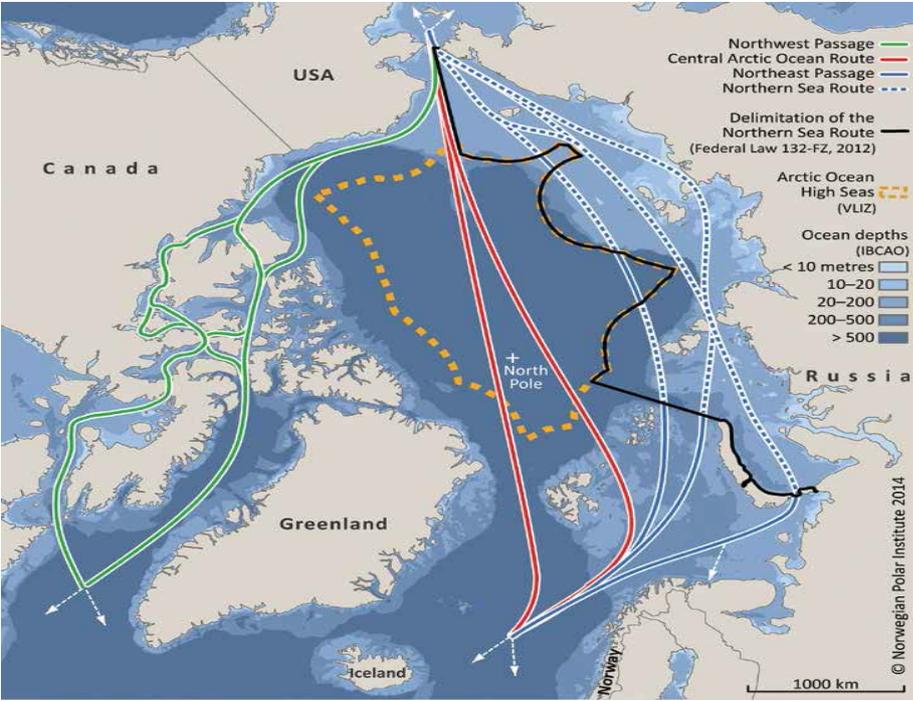 USA
Canada
Northwest Passage
Central Arctic Ocean Route
Northeast Passage
Northern Sea Route
Delimitation of the
Northern Sea Route
(Federal Law 132-FZ, 2012)
Arctic Ocean
High Seas
(VLIZ)
Ocean depths
(IBCAO)
< 10 metres
10–20
20–200
200–500
> 500
+
North
Pole
Russia
Greenland
Iceland
Norway
1000 km
© Norwegian Polar Institute 2014